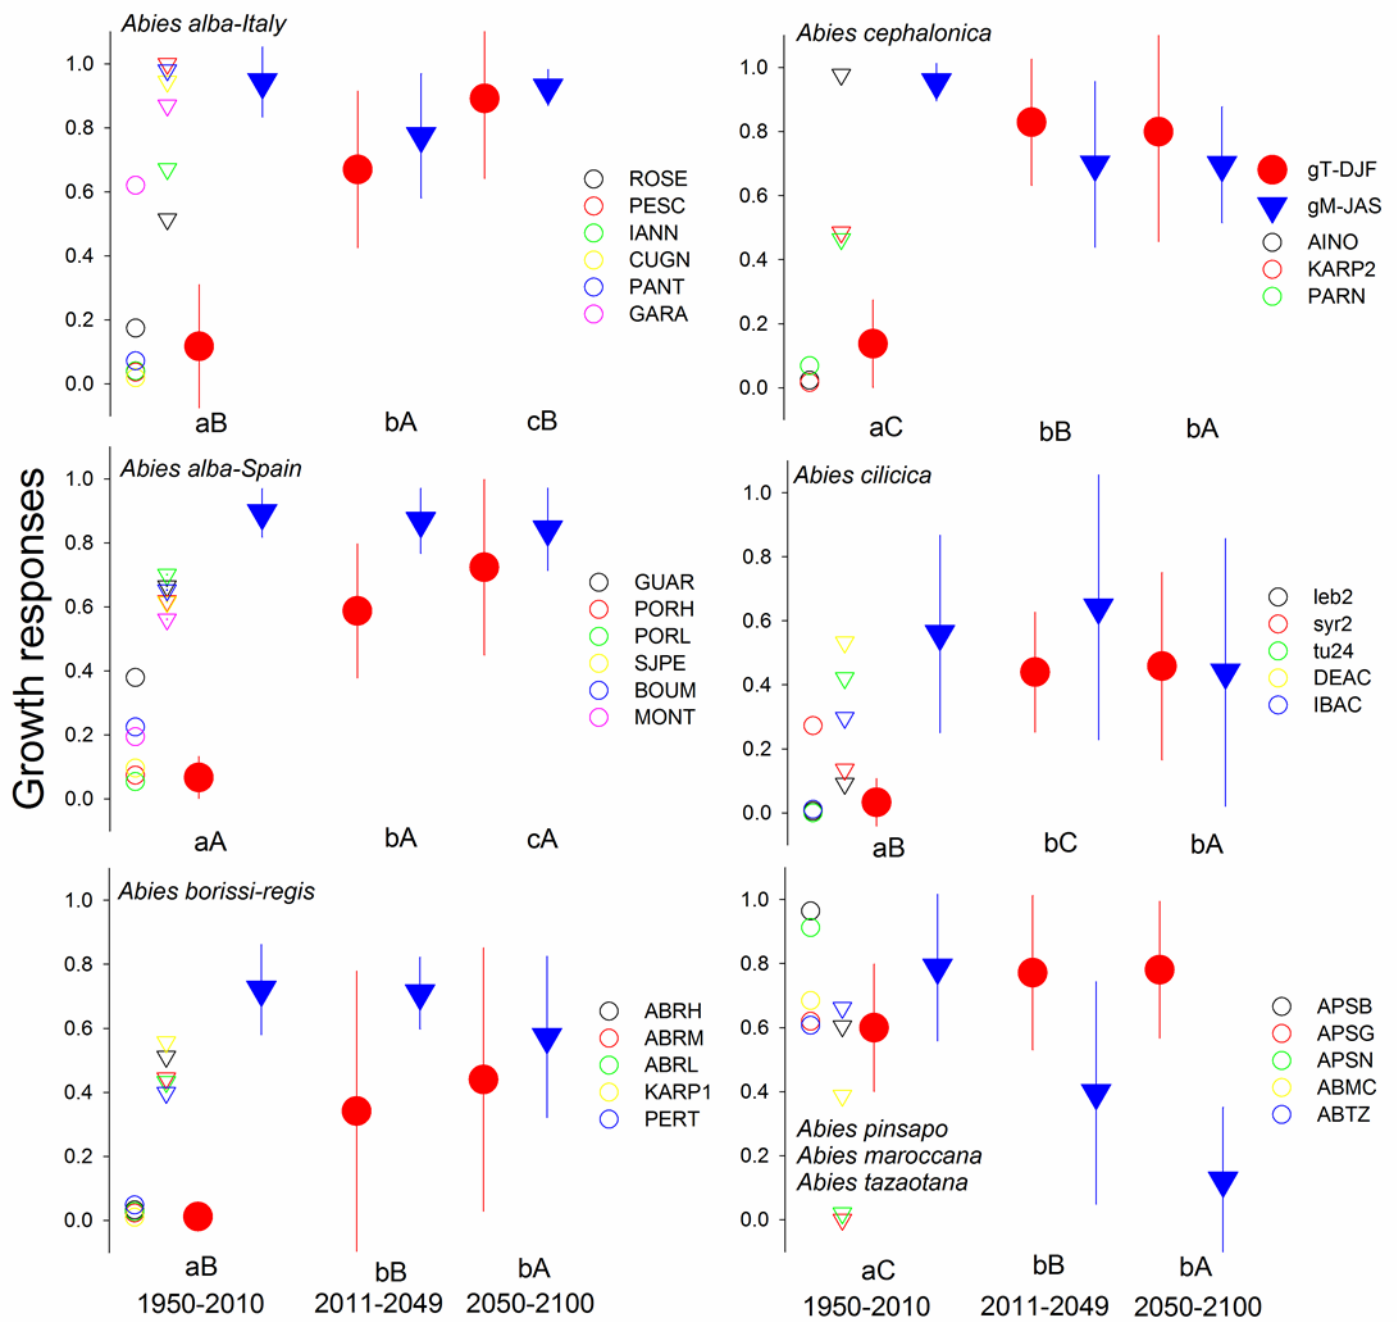 Growth responses
Abies alba-Italy
1.0
0.8
0.6
0.4
0.2
0.0
ROSE
PESC
IANN
CUGN
PANT
GARA
aB
bA
cB
Abies cephalonica
1.0
0.8
0.6
0.4
0.2
0.0
gT-DJF
gM-JAS
AINO
KARP2
PARN
aC
bB
bA
Abies alba-Spain
1.0
0.8
0.6
0.4
0.2
0.0
GUAR
PORH
PORL
SJPE
BOUM
MONT
aA
bA
cA
Abies cilicica
1.0
0.8
0.6
0.4
0.2
0.0
leb2
syr2
tu24
DEAC
IBAC
aB
bC
bA
Abies borissi-regis
1.0
0.8
0.6
0.4
0.2
0.0
ABRH
ABRM
ABRL
KARP1
PERT
aB
bB
bA
1950-2010
2011-2049
2050-2100
1.0
0.8
0.6
0.4
0.2
0.0
Abies pinsapo
Abies maroccana
Abies tazaotana
APSB
APSG
APSN
ABMC
ABTZ
aC
bB
bA
1950-2010
2011-2049
2050-2100